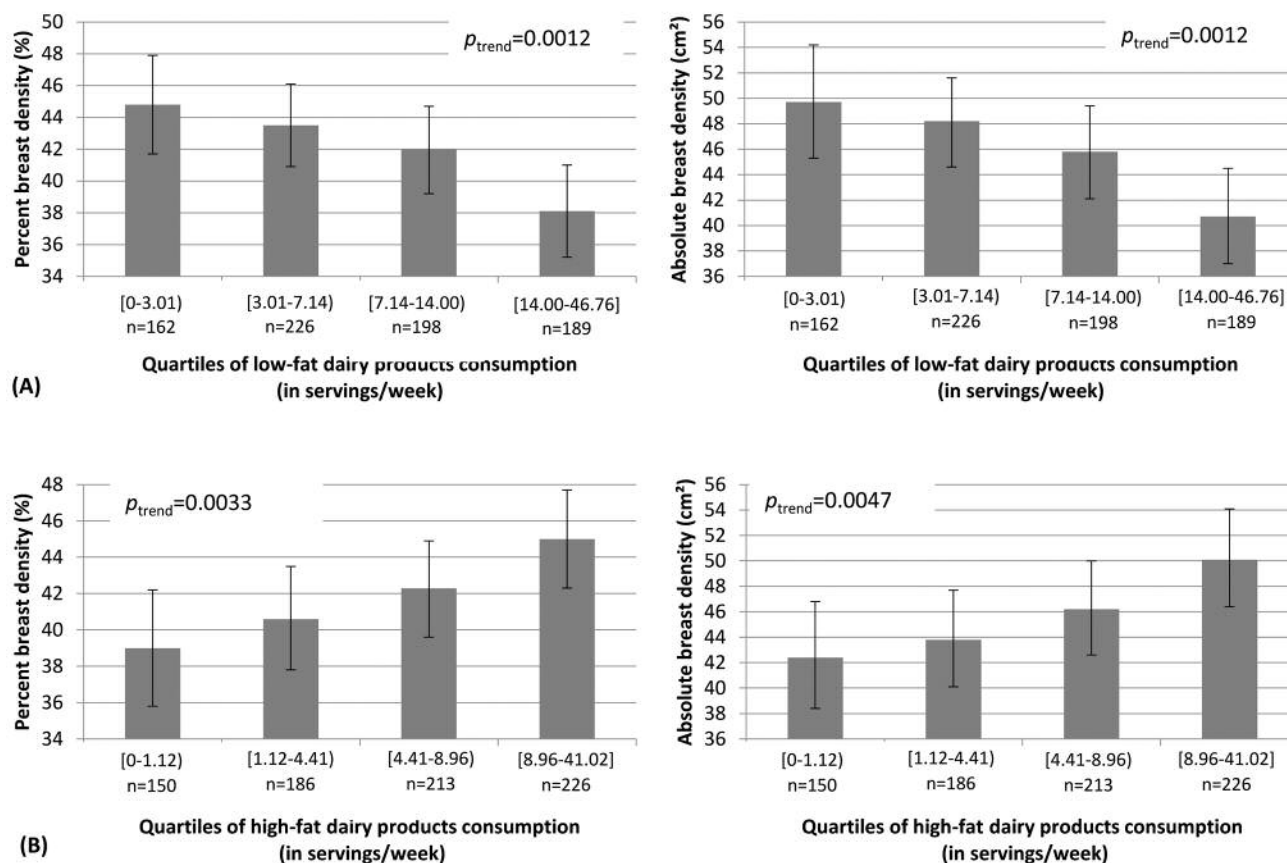 Percent breast density (%)
50
48
46
44
42
40
38
36
34
p trend=0.0012
[0-3.01) [3.01-7.14) [7.14-14.00) [14.00-46.76]
n=162 n=226 n=198 n=189
Quartiles of low-fat dairy products consumption
(in servings/week)
(A)
Absolute breast density (cm²)
56
54
52
50
48
46
44
42
40
38
36
p trend=0.0012
[0-3.01) [3.01-7.14) [7.14-14.00) [14.00-46.76]
n=162 n=226 n=198 n=189
Quartiles of low-fat dairy products consumption
(in servings/week)
Percent breast density (%)
48
46
44
42
40
38
36
34
p trend=0.0033
[0-1.12) [1.12-4.41) [4.41-8.96) [8.96-41.02]
n=150 n=186 n=213 n=226
Quartiles of high-fat dairy products consumption
(in servings/week)
(B)
Absolute breast density (cm²)
56
54
52
50
48
46
44
42
40
38
36
p trend=0.0047
[0-1.12) [1.12-4.41) [4.41-8.96) [8.96-41.02]
n=150 n=186 n=213 n=226
Quartiles of high-fat dairy products consumption
(in servings/week)